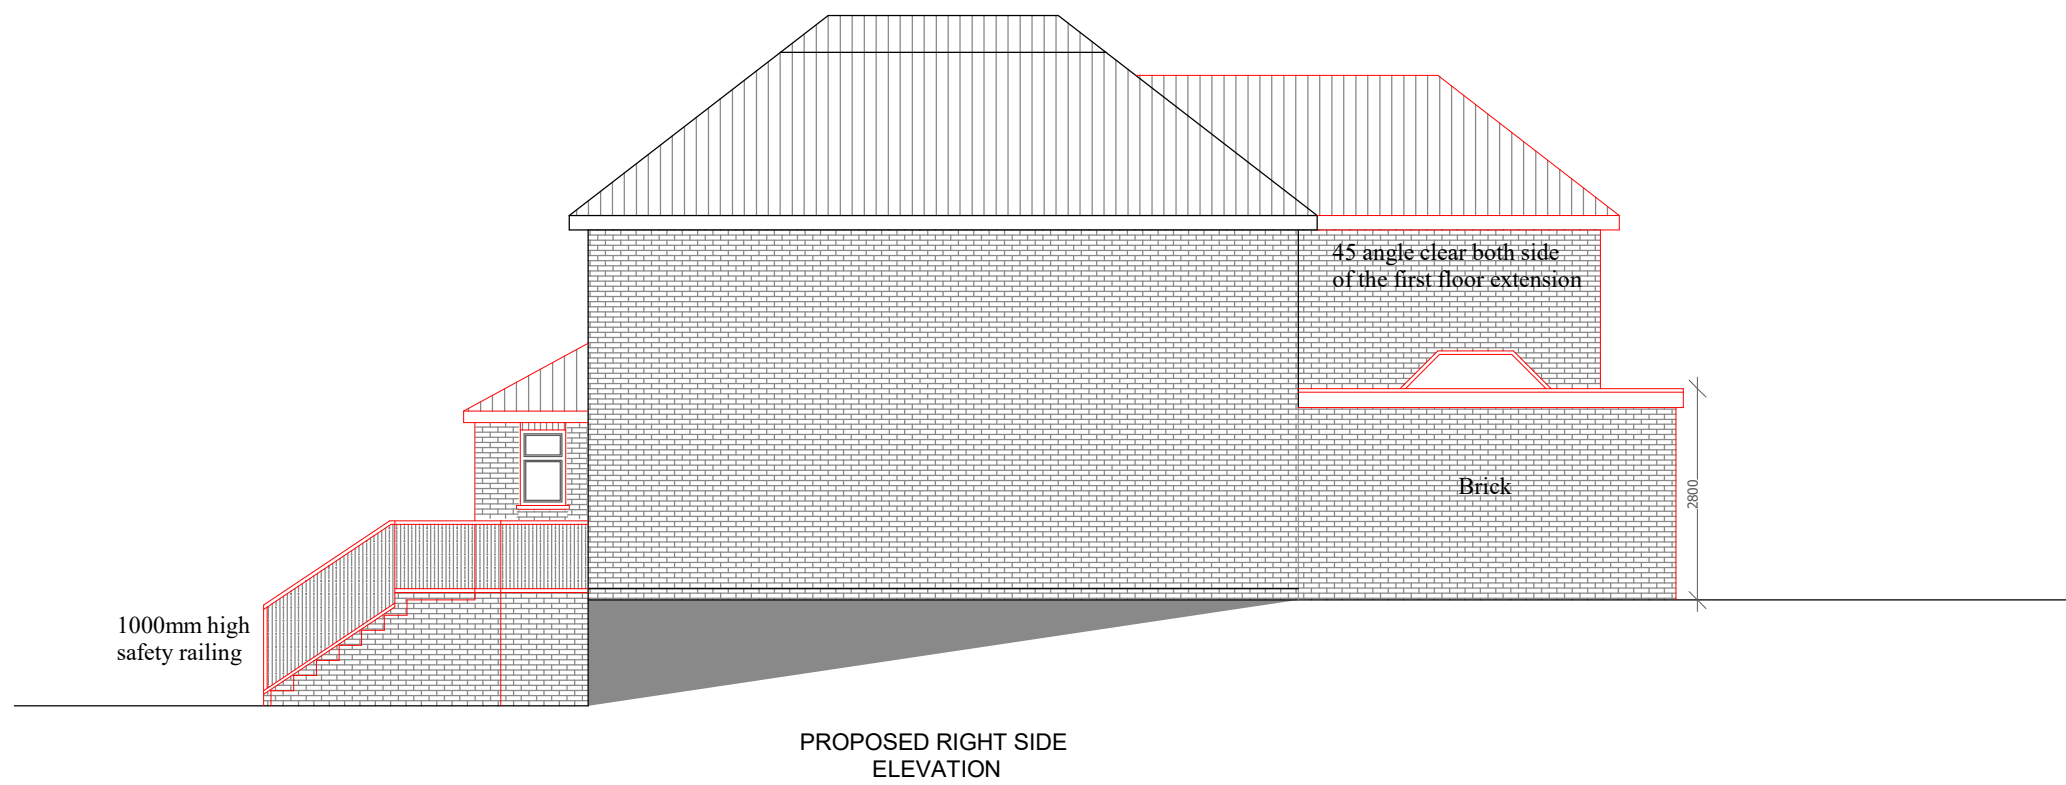 45 angle clear both side
of the first floor extension
Brick
2800
1000mm high
safety railing
PROPOSED RIGHT SIDE
ELEVATION